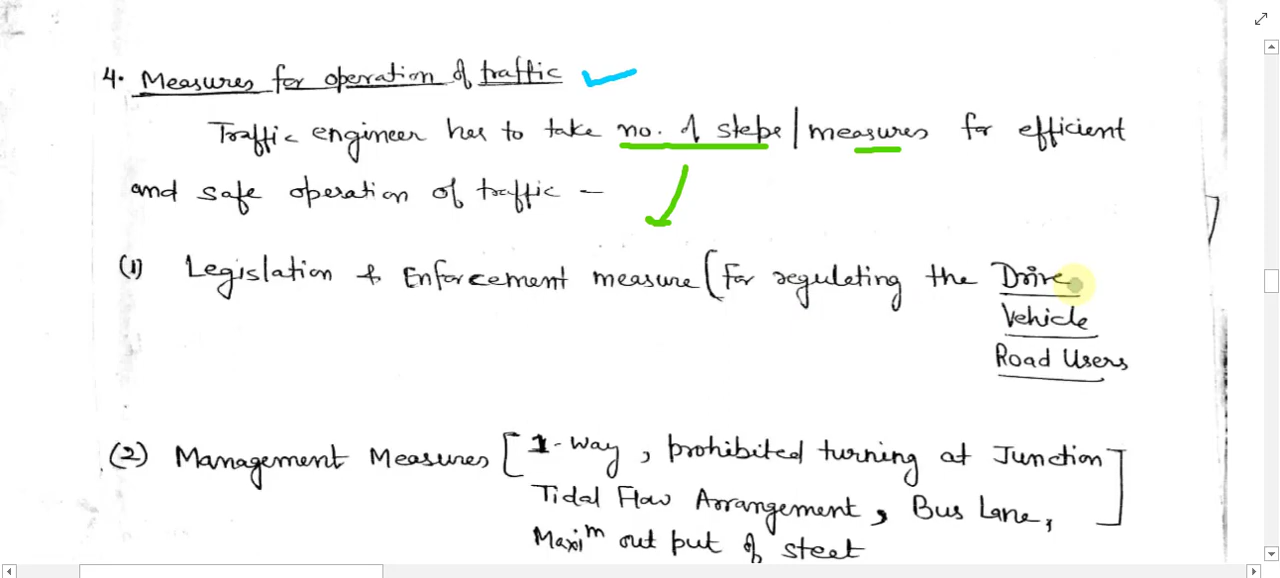 4. Measures for operation of traffic
Traffic engineer has to take no. of steps / measures for efficient
and safe operation of traffic —
(1) Legislation & Enforcement measure (For regulating the Drive
Vehicle
Road Users
(2) Management Measures [1-way, prohibited turning at Junction]
Tidal Flow Arrangement, Bus Lane,
Maxi^m out put of steet